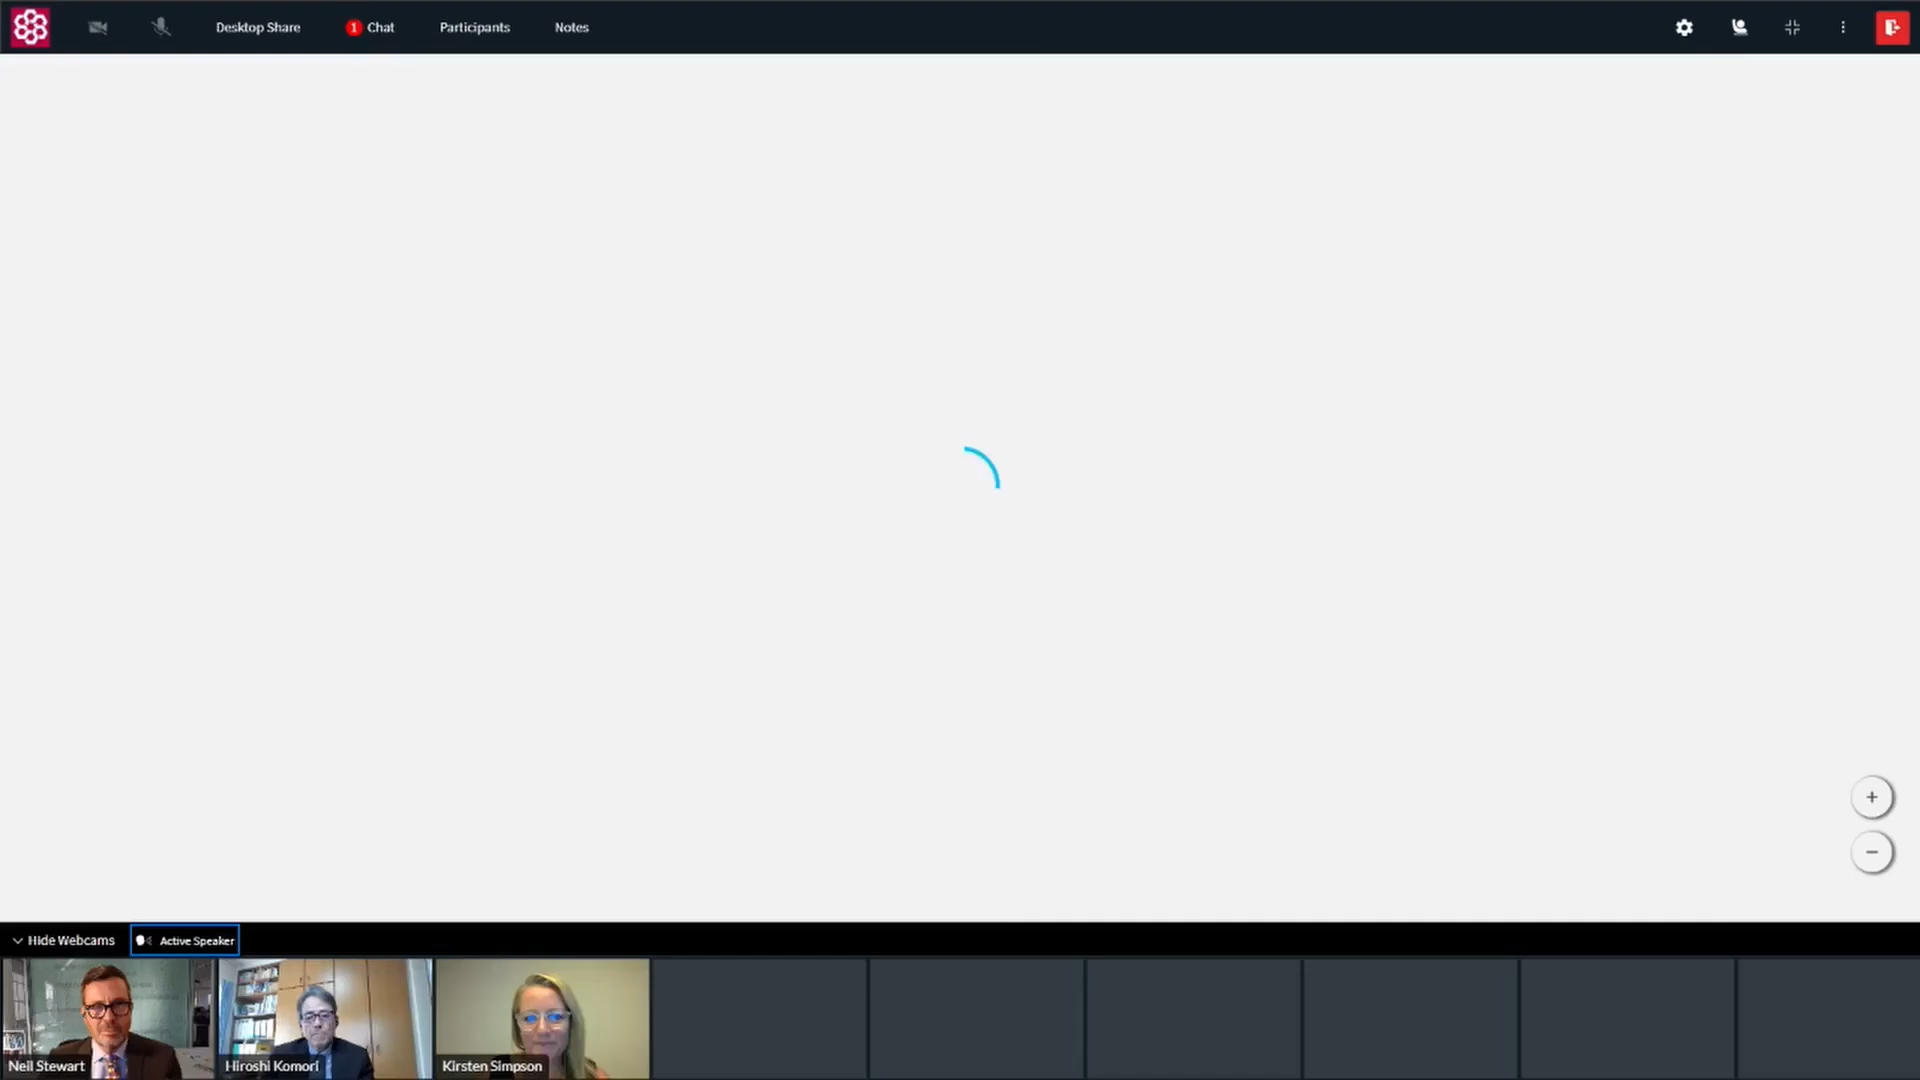 Desktop Share
1 Chat
Participants
Notes
Hide Webcams
Active Speaker
Neil Stewart
Hiroshi Komori
Kirsten Simpson